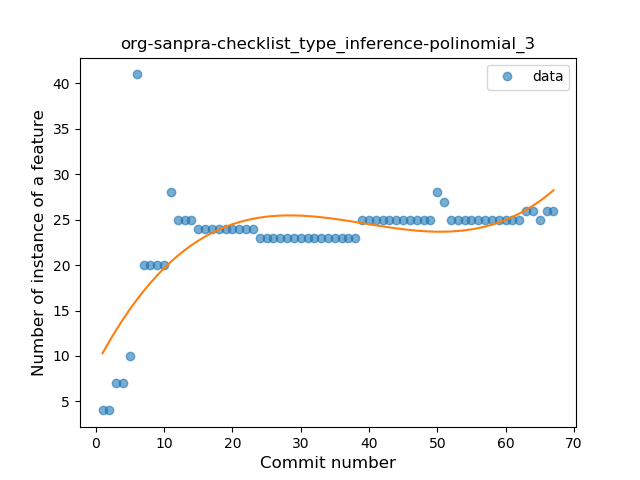 org-sanpra-checklist_type_inference-polinomial_3
data
Number of instance of a feature
40
35
30
25
20
15
10
5
0 10 20 30 40 50 60 70
Commit number